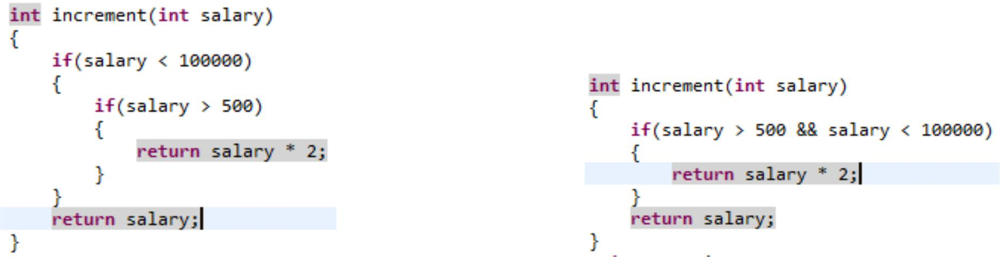 int increment(int salary)
{
if(salary < 100000)
{
if(salary > 500)
{
return salary * 2;
}
}
return salary;
}
int increment(int salary)
{
if(salary > 500 && salary < 100000)
{
return salary * 2;
}
return salary;
}